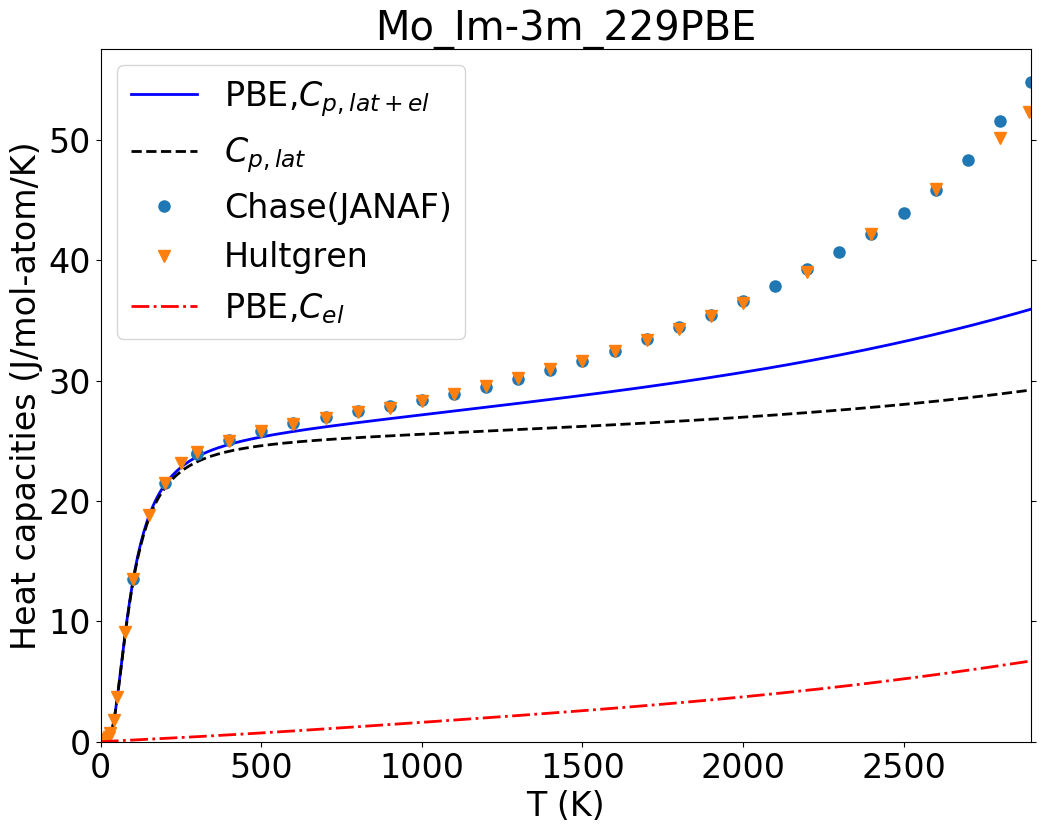 Mo_Im-3m_229PBE
PBE,C_{p,lat+el}
C_{p,lat}
Chase(JANAF)
Hultgren
PBE,C_{el}
Heat capacities (J/mol-atom/K)
50
40
30
20
10
0
0 500 1000 1500 2000 2500
T (K)